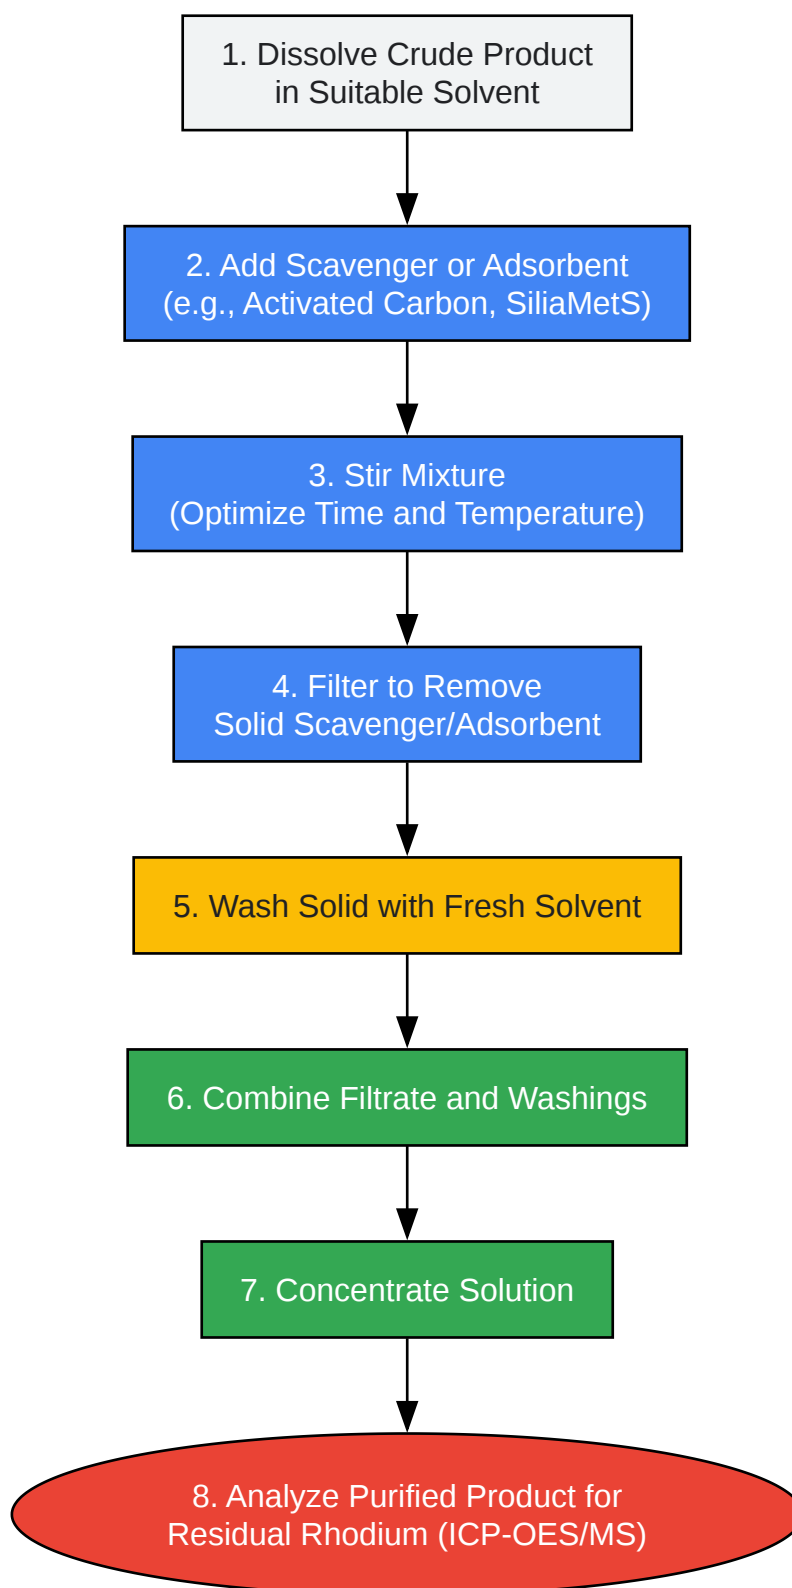 1. Dissolve Crude Product
in Suitable Solvent
2. Add Scavenger or Adsorbent
(e.g., Activated Carbon, SiliaMetS)
3. Stir Mixture
(Optimize Time and Temperature)
4. Filter to Remove
Solid Scavenger/Adsorbent
5. Wash Solid with Fresh Solvent
6. Combine Filtrate and Washings
7. Concentrate Solution
8. Analyze Purified Product for
Residual Rhodium (ICP-OES/MS)